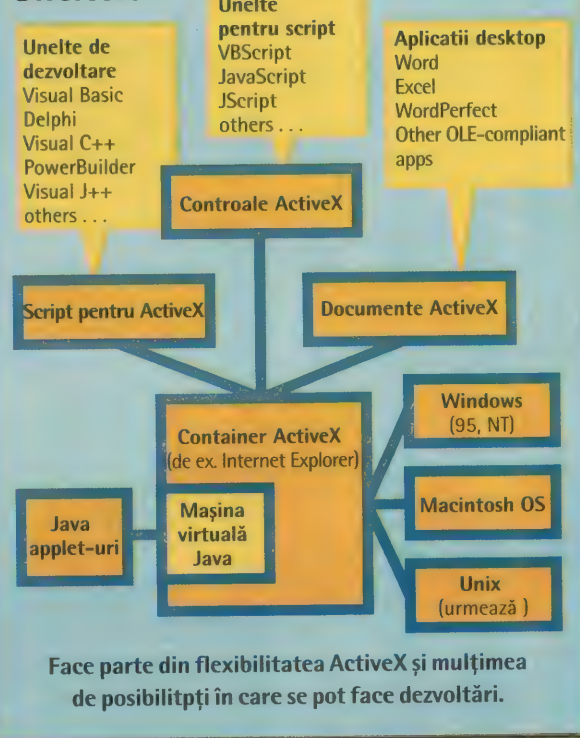 Unelte de
dezvoltare
Visual Basic
Delphi
Visual C++
PowerBuilder
Visual J++
others . . .
Unelte
pentru script
VBScript
JavaScript
JScript
others . . .
Aplicatii desktop
Word
Excel
WordPerfect
Other OLE-compliant
apps
Controale ActiveX
Script pentru ActiveX
Documente ActiveX
Container ActiveX
(de ex. Internet Explorer)
Mașina
virtuală
Java
Java
applet-uri
Windows
(95, NT)
Macintosh OS
Unix
(urmează )
Face parte din flexibilitatea ActiveX și mulțimea
de posibilitpți în care se pot face dezvoltări.